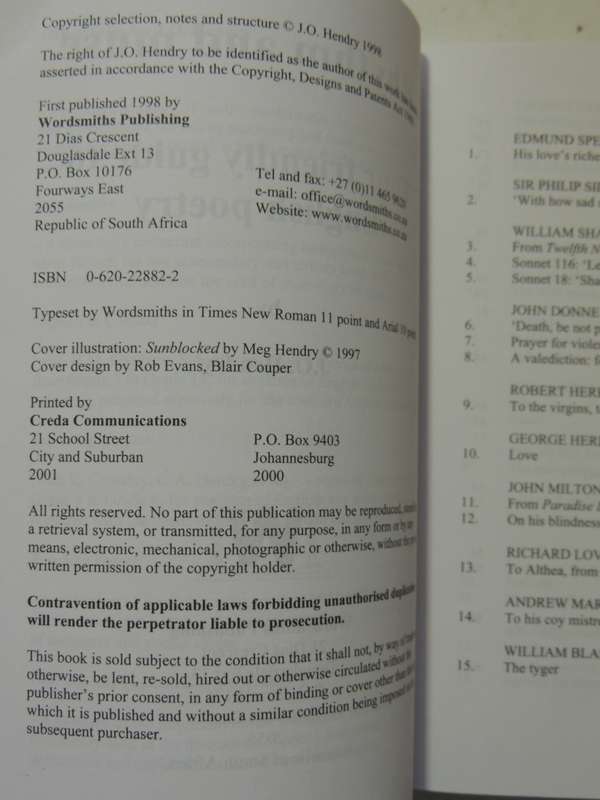 Copyright selection, notes and structure © J.O. Hendry 1998
The right of J.O. Hendry to be identified as the author of this work has been
asserted in accordance with the Copyright, Designs and Patents Act
First published 1998 by
Wordsmiths Publishing
21 Dias Crescent
Douglasdale Ext 13
P.O. Box 10176
Fourways East
2055
Republic of South Africa
Tel and fax: +27 (0)11 465
e-mail: office@wordsmiths.co.za
Website: www.wordsmiths.co.za
ISBN 0-620-22882-2
Typeset by Wordsmiths in Times New Roman 11 point and Arial 10 point
Cover illustration: Sunblocked by Meg Hendry © 1997
Cover design by Rob Evans, Blair Couper
Printed by
Creda Communications
21 School Street
City and Suburban
2001
P.O. Box 9403
Johannesburg
2000
All rights reserved. No part of this publication may be reproduced,
a retrieval system, or transmitted, for any purpose, in any form or by any
means, electronic, mechanical, photographic or otherwise, without the
written permission of the copyright holder.
Contravention of applicable laws forbidding unauthorised duplication
will render the perpetrator liable to prosecution.
This book is sold subject to the condition that it shall not, by way of
otherwise, be lent, re-sold, hired out or otherwise circulated without the
publisher's prior consent, in any form of binding or cover other than
which it is published and without a similar condition being imposed
subsequent purchaser.
EDMUND SPE
1. His love's riche
SIR PHILIP SI
2. 'With how sad
WILLIAM SHA
3. From Twelfth N
4. Sonnet 116: 'Le
5. Sonnet 18: 'Sha
JOHN DONNE
6. 'Death, be not p
7. Prayer for violen
8. A valediction: f
ROBERT HERR
9. To the virgins, t
GEORGE HER
10. Love
JOHN MILTON
11. From Paradise L
12. On his blindness
RICHARD LOV
13. To Althea, from
ANDREW MAR
14. To his coy mistr
WILLIAM BLA
15. The tyger